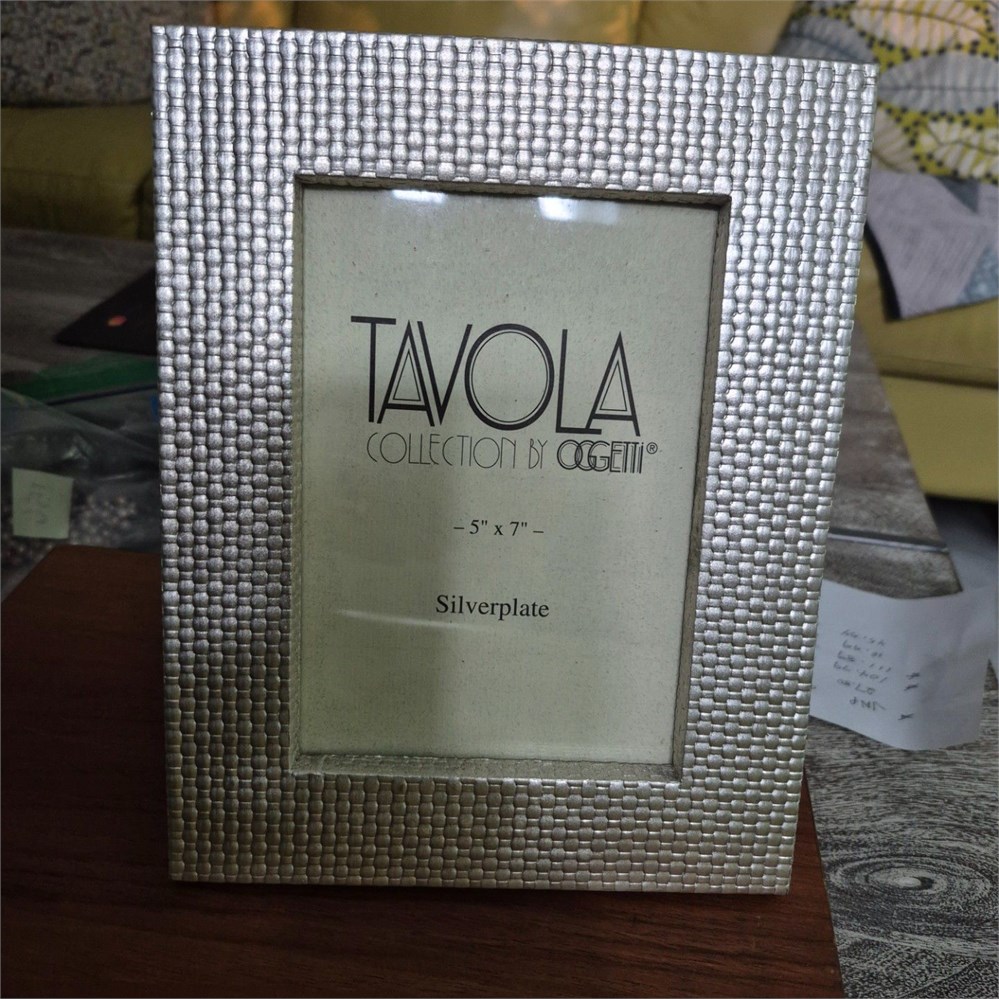 TAVOLA
COLLECTION BY OGGETTI®
– 5" x 7" –
Silverplate